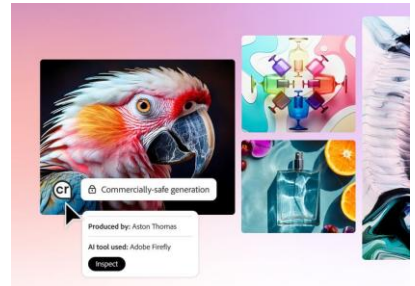 cr
Commercially-safe generation
Produced by: Aston Thomas
AI tool used: Adobe Firefly
Inspect